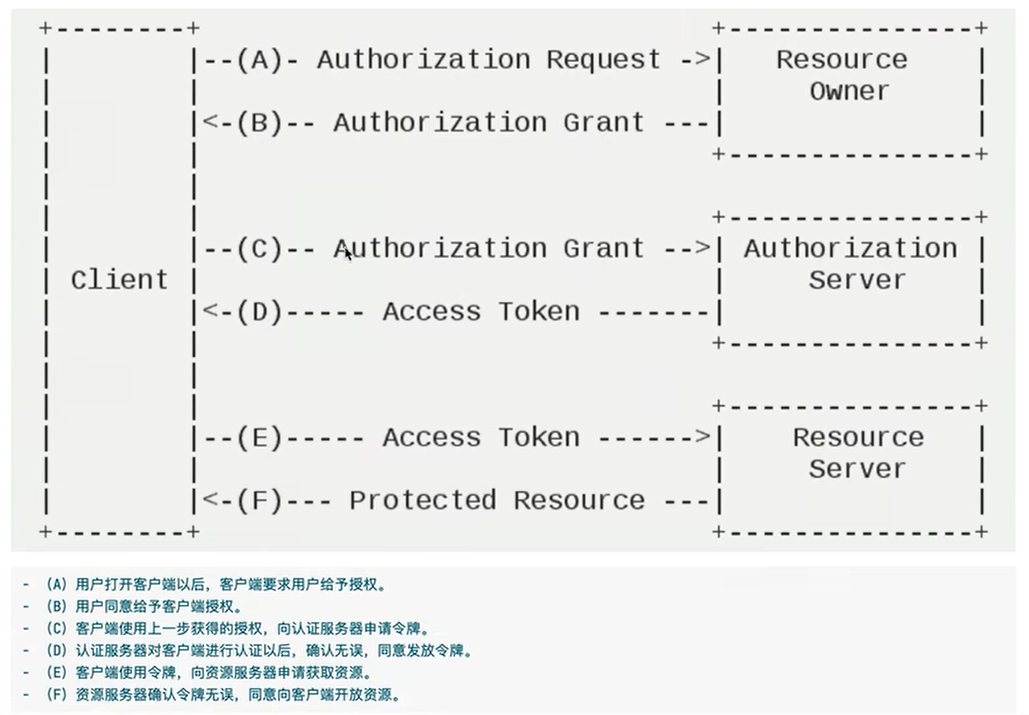 +--------+                               +---------------+
|        |--(A)- Authorization Request ->|   Resource    |
|        |                               |     Owner     |
|        |<-(B)-- Authorization Grant ---|               |
|        |                               +---------------+
|        |
|        |                               +---------------+
|        |--(C)-- Authorization Grant -->| Authorization |
| Client |                               |     Server    |
|        |<-(D)----- Access Token -------|               |
|        |                               +---------------+
|        |
|        |                               +---------------+
|        |--(E)----- Access Token ------>|    Resource   |
|        |                               |     Server    |
|        |<-(F)--- Protected Resource ---|               |
+--------+                               +---------------+
- （A）用户打开客户端以后，客户端要求用户给予授权。
- （B）用户同意给予客户端授权。
- （C）客户端使用上一步获得的授权，向认证服务器申请令牌。
- （D）认证服务器对客户端进行认证以后，确认无误，同意发放令牌。
- （E）客户端使用令牌，向资源服务器申请获取资源。
- （F）资源服务器确认令牌无误，同意向客户端开放资源。